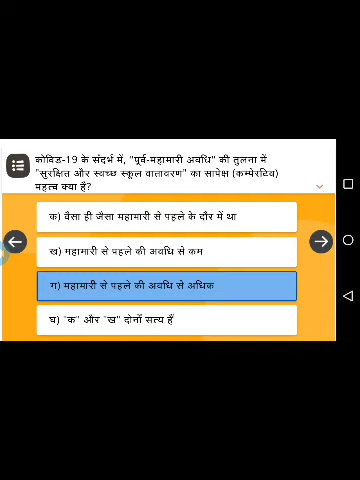 कोविड-19 के संदर्भ में, "पूर्व-महामारी अवधि" की तुलना में
"सुरक्षित और स्वच्छ स्कूल वातावरण" का सापेक्ष (कम्पेरटिव)
महत्व क्या है?
क) वैसा ही जैसा महामारी से पहले के दौर में था
ख) महामारी से पहले की अवधि से कम
ग) महामारी से पहले की अवधि से अधिक
घ) "क" और "ख" दोनों सत्य हैं